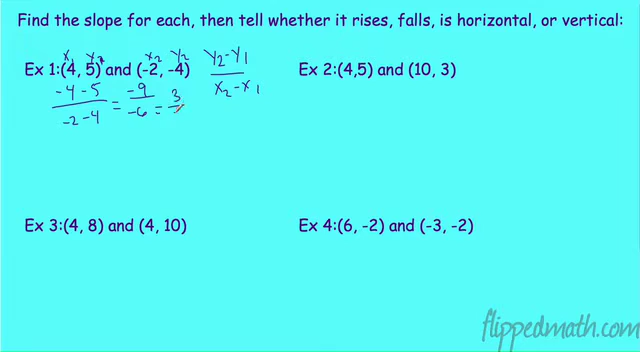 Find the slope for each, then tell whether it rises, falls, is horizontal, or vertical:
x₁ y₁ x₂ y₂
Ex 1:(4, 5) and (-2, -4)
y₂-y₁
x₂-x₁
-4-5
-2-4
= -9
-6
= 3
Ex 2:(4,5) and (10, 3)
Ex 3:(4, 8) and (4, 10)
Ex 4:(6, -2) and (-3, -2)
flippedmath.com